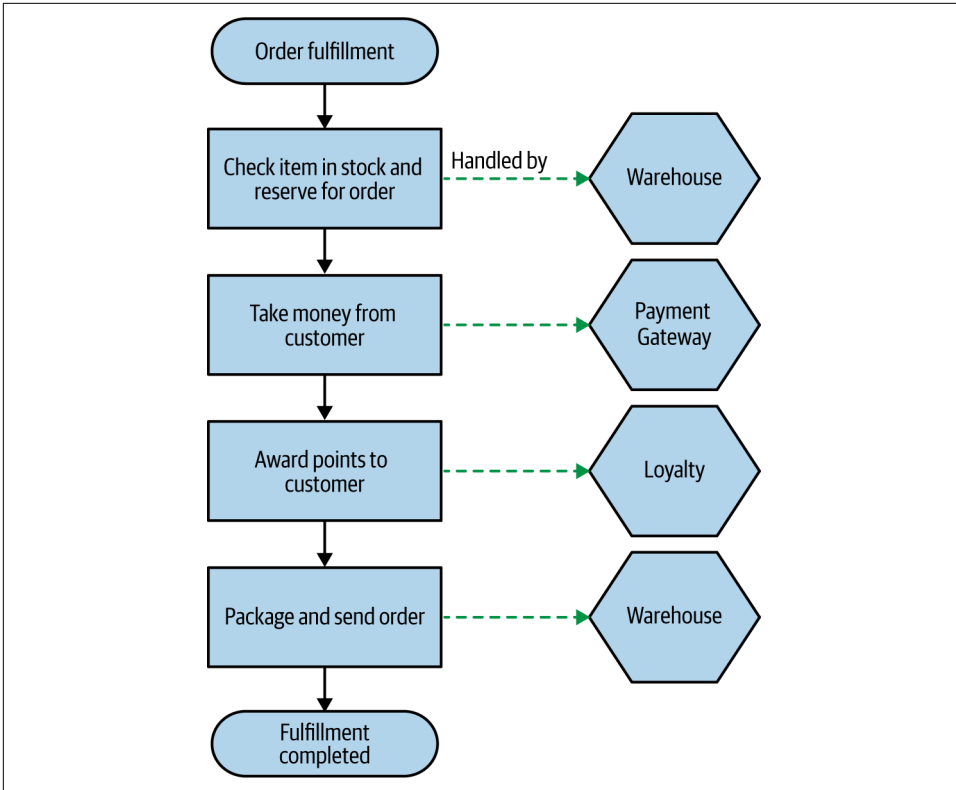 Order fulfillment
Check item in stock and
reserve for order
Handled by
Warehouse
Take money from
customer
Payment
Gateway
Award points to
customer
Loyalty
Package and send order
Warehouse
Fulfillment
completed